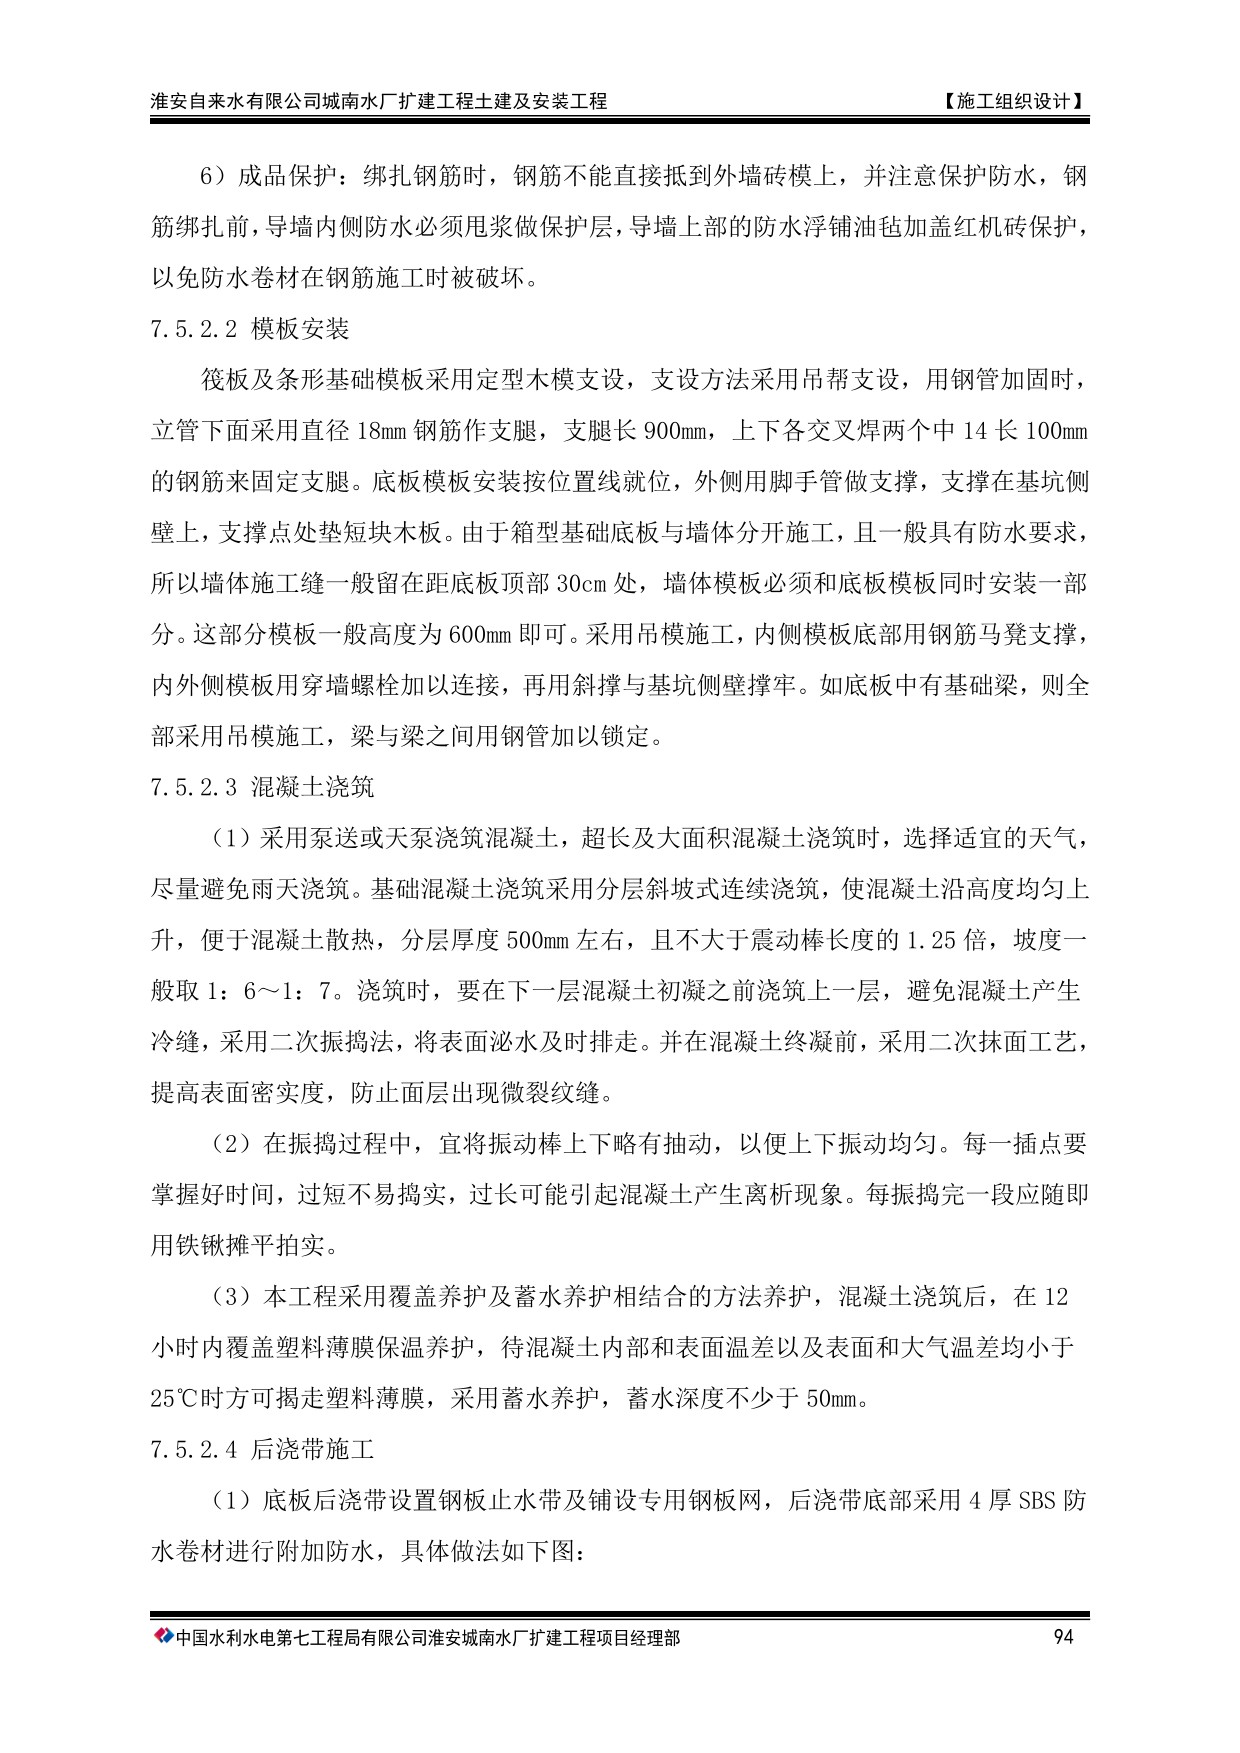 淮安自来水有限公司城南水厂扩建工程土建及安装工程 【施工组织设计】
6）成品保护：绑扎钢筋时，钢筋不能直接抵到外墙砖模上，并注意保护防水，钢
筋绑扎前，导墙内侧防水必须甩浆做保护层，导墙上部的防水浮铺油毡加盖红机砖保护，
以免防水卷材在钢筋施工时被破坏。
7.5.2.2 模板安装
筏板及条形基础模板采用定型木模支设，支设方法采用吊帮支设，用钢管加固时，
立管下面采用直径 18mm 钢筋作支腿，支腿长 900mm，上下各交叉焊两个中 14 长 100mm
的钢筋来固定支腿。底板模板安装按位置线就位，外侧用脚手管做支撑，支撑在基坑侧
壁上，支撑点处垫短块木板。由于箱型基础底板与墙体分开施工，且一般具有防水要求，
所以墙体施工缝一般留在距底板顶部 30cm 处，墙体模板必须和底板模板同时安装一部
分。这部分模板一般高度为 600mm 即可。采用吊模施工，内侧模板底部用钢筋马凳支撑，
内外侧模板用穿墙螺栓加以连接，再用斜撑与基坑侧壁撑牢。如底板中有基础梁，则全
部采用吊模施工，梁与梁之间用钢管加以锁定。
7.5.2.3 混凝土浇筑
（1）采用泵送或天泵浇筑混凝土，超长及大面积混凝土浇筑时，选择适宜的天气，
尽量避免雨天浇筑。基础混凝土浇筑采用分层斜坡式连续浇筑，使混凝土沿高度均匀上
升，便于混凝土散热，分层厚度 500mm 左右，且不大于震动棒长度的 1.25 倍，坡度一
般取 1：6～1：7。浇筑时，要在下一层混凝土初凝之前浇筑上一层，避免混凝土产生
冷缝，采用二次振捣法，将表面泌水及时排走。并在混凝土终凝前，采用二次抹面工艺，
提高表面密实度，防止面层出现微裂纹缝。
（2）在振捣过程中，宜将振动棒上下略有抽动，以便上下振动均匀。每一插点要
掌握好时间，过短不易捣实，过长可能引起混凝土产生离析现象。每振捣完一段应随即
用铁锹摊平拍实。
（3）本工程采用覆盖养护及蓄水养护相结合的方法养护，混凝土浇筑后，在 12
小时内覆盖塑料薄膜保温养护，待混凝土内部和表面温差以及表面和大气温差均小于
25℃时方可揭走塑料薄膜，采用蓄水养护，蓄水深度不少于 50mm。
7.5.2.4 后浇带施工
（1）底板后浇带设置钢板止水带及铺设专用钢板网，后浇带底部采用 4 厚 SBS 防
水卷材进行附加防水，具体做法如下图：
中国水利水电第七工程局有限公司淮安城南水厂扩建工程项目经理部 94